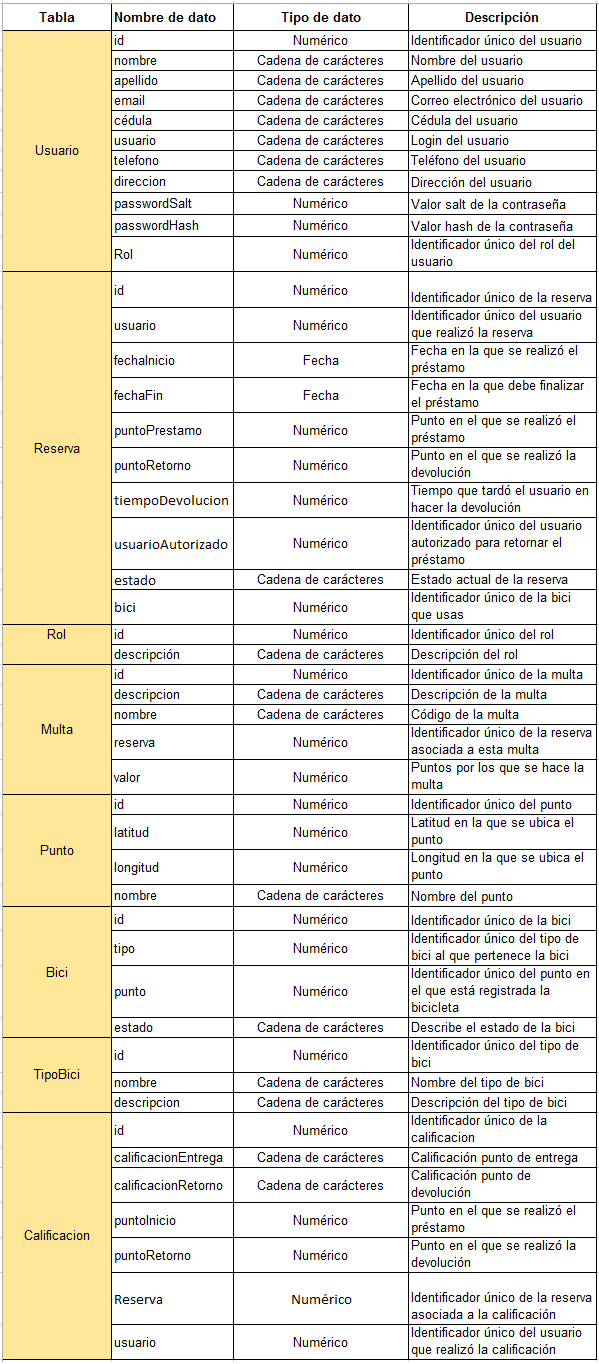 Tabla Nombre de dato Tipo de dato Descripción
Usuario
id Numérico Identificador único del usuario
nombre Cadena de carácteres Nombre del usuario
apellido Cadena de carácteres Apellido del usuario
email Cadena de carácteres Correo electrónico del usuario
cédula Cadena de carácteres Cédula del usuario
usuario Cadena de carácteres Login del usuario
telefono Cadena de carácteres Teléfono del usuario
direccion Cadena de carácteres Dirección del usuario
passwordSalt Numérico Valor salt de la contraseña
passwordHash Numérico Valor hash de la contraseña
Rol Numérico Identificador único del rol del
usuario
Reserva
id Numérico Identificador único de la reserva
usuario Numérico Identificador único del usuario
que realizó la reserva
fechaInicio Fecha Fecha en la que se realizó el
préstamo
fechaFin Fecha Fecha en la que debe finalizar
el préstamo
puntoPrestamo Numérico Punto en el que se realizó el
préstamo
puntoRetorno Numérico Punto en el que se realizó la
devolución
tiempoDevolucion Numérico Tiempo que tardó el usuario en
hacer la devolución
usuarioAutorizado Numérico Identificador único del usuario
autorizado para retornar el
préstamo
estado Cadena de carácteres Estado actual de la reserva
bici Numérico Identificador único de la bici
que usas
Rol
id Numérico Identificador único del rol
descripción Cadena de carácteres Descripción del rol
Multa
id Numérico Identificador único de la multa
descripcion Cadena de carácteres Descripción de la multa
nombre Cadena de carácteres Código de la multa
reserva Numérico Identificador único de la reserva
asociada a esta multa
valor Numérico Puntos por los que se hace la
multa
Punto
id Numérico Identificador único del punto
latitud Numérico Latitud en la que se ubica el
punto
longitud Numérico Longitud en la que se ubica el
punto
nombre Cadena de carácteres Nombre del punto
Bici
id Numérico Identificador único de la bici
tipo Numérico Identificador único del tipo de
bici al que pertenece la bici
punto Numérico Identificador único del punto en
el que está registrada la
bicicleta
estado Cadena de carácteres Describe el estado de la bici
TipoBici
id Numérico Identificador único del tipo de
bici
nombre Cadena de carácteres Nombre del tipo de bici
descripcion Cadena de carácteres Descripción del tipo de bici
Calificacion
id Numérico Identificador único de la
calificacion
calificacionEntrega Cadena de carácteres Calificación punto de entrega
calificacionRetorno Cadena de carácteres Calificación punto de
devolución
puntoInicio Numérico Punto en el que se realizó el
préstamo
puntoRetorno Numérico Punto en el que se realizó la
devolución
Reserva Numérico Identificador único de la reserva
asociada a la calificación
usuario Numérico Identificador único del usuario
que realizó la calificación